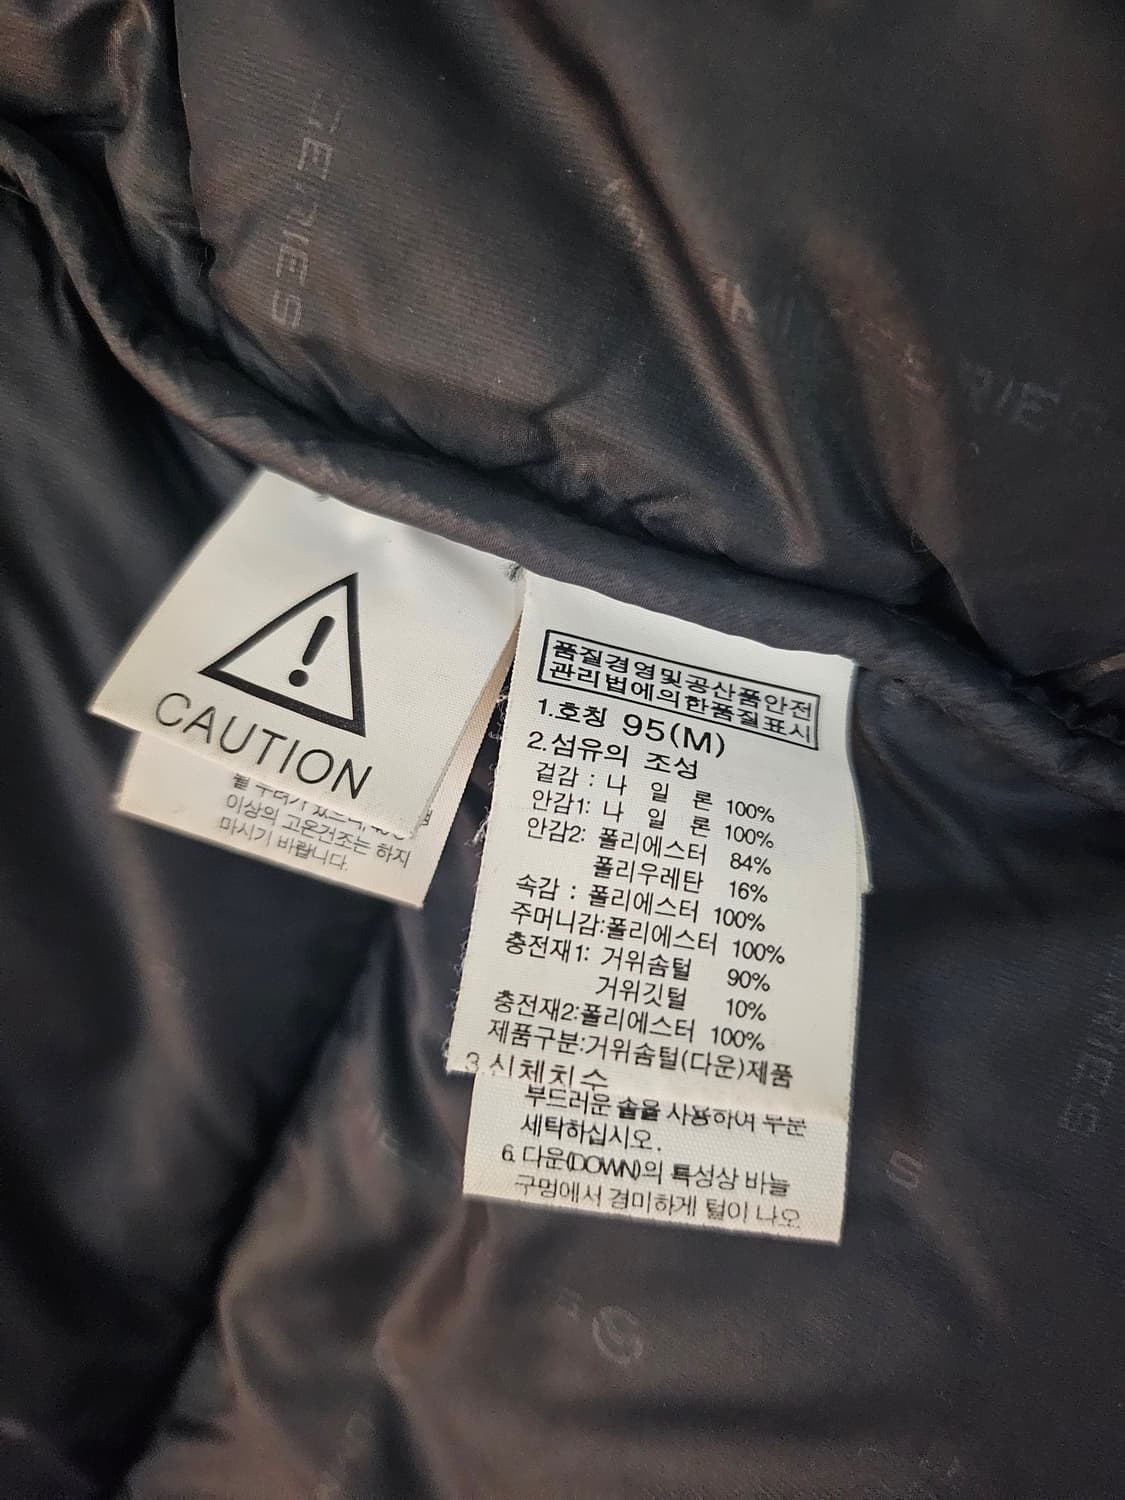 CAUTION
이상의 고온건조는 하지
마시기 바랍니다.
품질경영및공산품안전
관리법에의한품질표시
1.호칭 95(M)
2.섬유의 조성
겉감 : 나 일 론 100%
안감1: 나 일 론 100%
안감2: 폴리에스터 84%
폴리우레탄 16%
속감 : 폴리에스터 100%
주머니감:폴리에스터 100%
충전재1: 거위솜털 90%
거위깃털 10%
충전재2:폴리에스터 100%
제품구분:거위솜털(다운)제품
3.신체치수
부드러운 솔을 사용하여 부분
세탁하십시오.
6. 다운(DOWN)의 특성상 바늘
구멍에서 경미하게 털이 나오